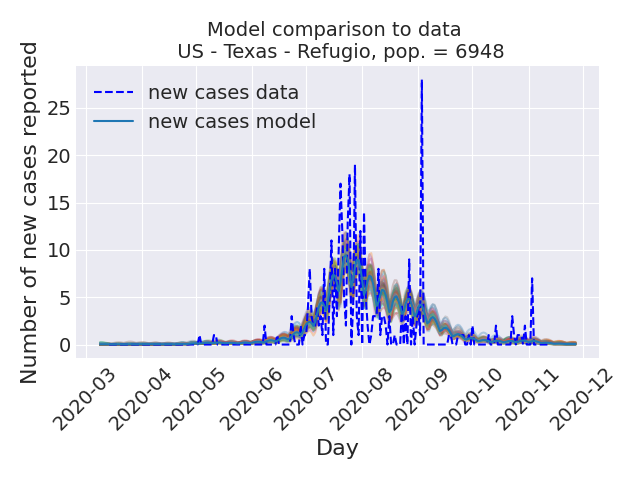 Model comparison to data
US - Texas - Refugio, pop. = 6948
Number of new cases reported
new cases data
new cases model
25
20
15
10
5
0
2020-03
2020-04
2020-05
2020-06
2020-07
2020-08
2020-09
2020-10
2020-11
2020-12
Day